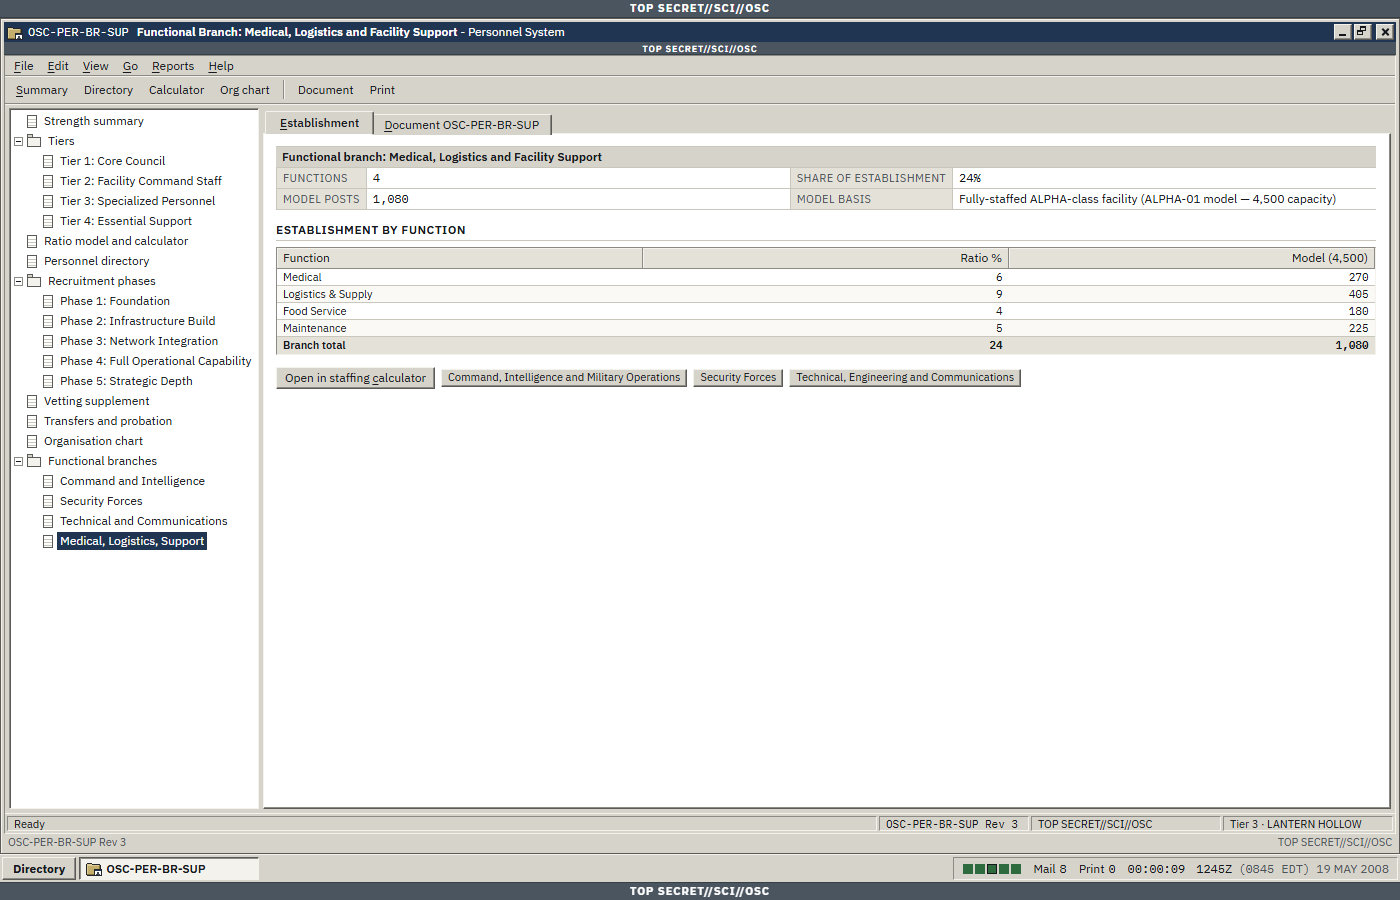 TOP SECRET//SCI//OSC
OSC-PER-BR-SUP Functional Branch: Medical, Logistics and Facility Support - Personnel System
TOP SECRET//SCI//OSC
File Edit View Go Reports Help
Summary Directory Calculator Org chart Document Print
Strength summary
Tiers
Tier 1: Core Council
Tier 2: Facility Command Staff
Tier 3: Specialized Personnel
Tier 4: Essential Support
Ratio model and calculator
Personnel directory
Recruitment phases
Phase 1: Foundation
Phase 2: Infrastructure Build
Phase 3: Network Integration
Phase 4: Full Operational Capability
Phase 5: Strategic Depth
Vetting supplement
Transfers and probation
Organisation chart
Functional branches
Command and Intelligence
Security Forces
Technical and Communications
Medical, Logistics, Support
Establishment Document OSC-PER-BR-SUP
Functional branch: Medical, Logistics and Facility Support
FUNCTIONS 4 SHARE OF ESTABLISHMENT 24%
MODEL POSTS 1,080 MODEL BASIS Fully-staffed ALPHA-class facility (ALPHA-01 model — 4,500 capacity)
ESTABLISHMENT BY FUNCTION
Function Ratio % Model (4,500)
Medical 6 270
Logistics & Supply 9 405
Food Service 4 180
Maintenance 5 225
Branch total 24 1,080
Open in staffing calculator Command, Intelligence and Military Operations Security Forces Technical, Engineering and Communications
Ready OSC-PER-BR-SUP Rev 3 TOP SECRET//SCI//OSC Tier 3 · LANTERN HOLLOW
OSC-PER-BR-SUP Rev 3 TOP SECRET//SCI//OSC
Directory OSC-PER-BR-SUP Mail 8 Print 0 00:00:09 1245Z (0845 EDT) 19 MAY 2008
TOP SECRET//SCI//OSC